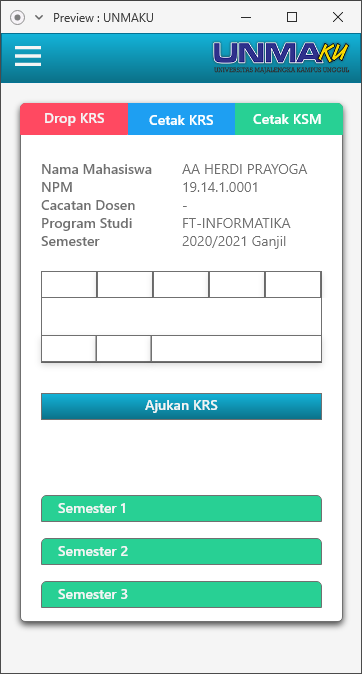 Preview : UNMAKU
UNMAKU
UNIVERSITAS MAJALENGKA KAMPUS UNGGUL
Drop KRS Cetak KRS Cetak KSM
Nama Mahasiswa AA HERDI PRAYOGA
NPM 19.14.1.0001
Cacatan Dosen -
Program Studi FT-INFORMATIKA
Semester 2020/2021 Ganjil
Ajukan KRS
Semester 1
Semester 2
Semester 3